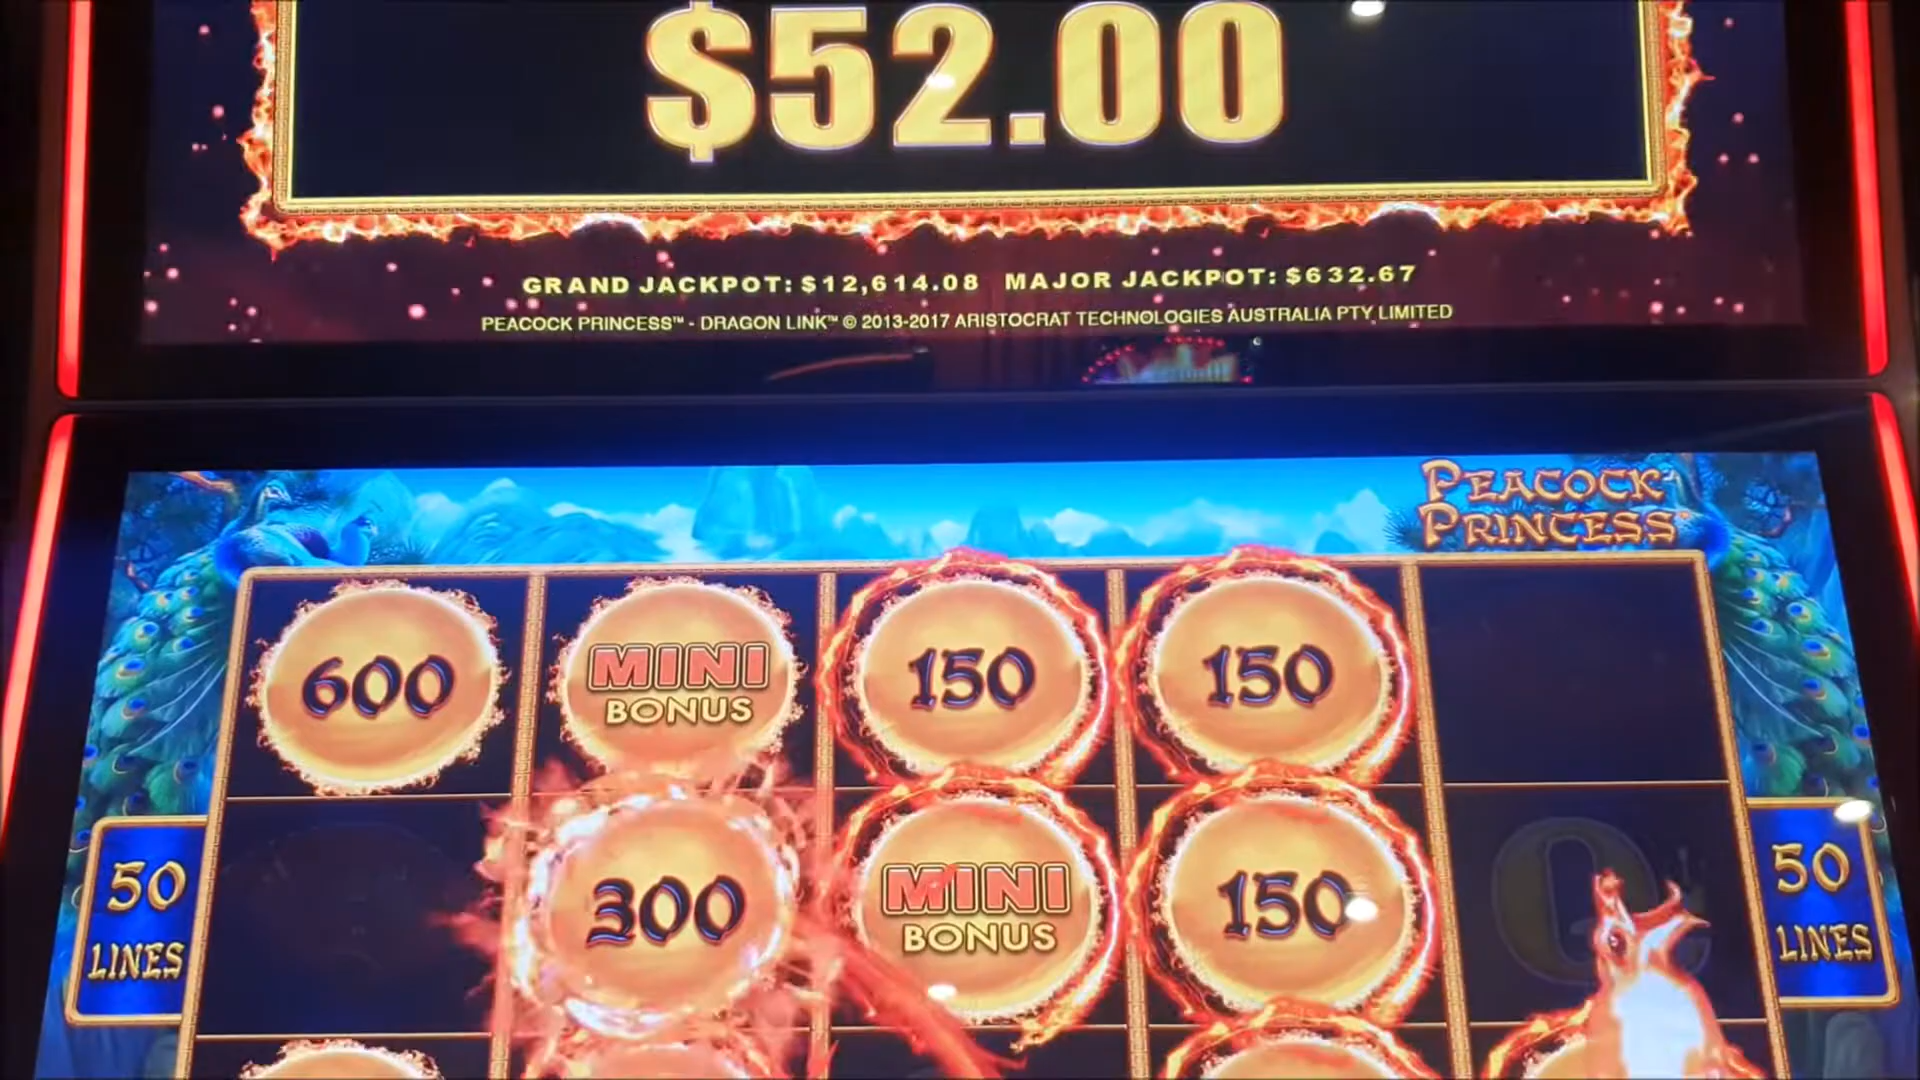 $52.00
GRAND JACKPOT: $12,614.08 MAJOR JACKPOT: $632.67
PEACOCK PRINCESS™ - DRAGON LINK™ © 2013-2017 ARISTOCRAT TECHNOLOGIES AUSTRALIA PTY LIMITED
PEACOCK
PRINCESS
600
MINI
BONUS
150
150
50
LINES
300
MINI
BONUS
150
Q
50
LINES